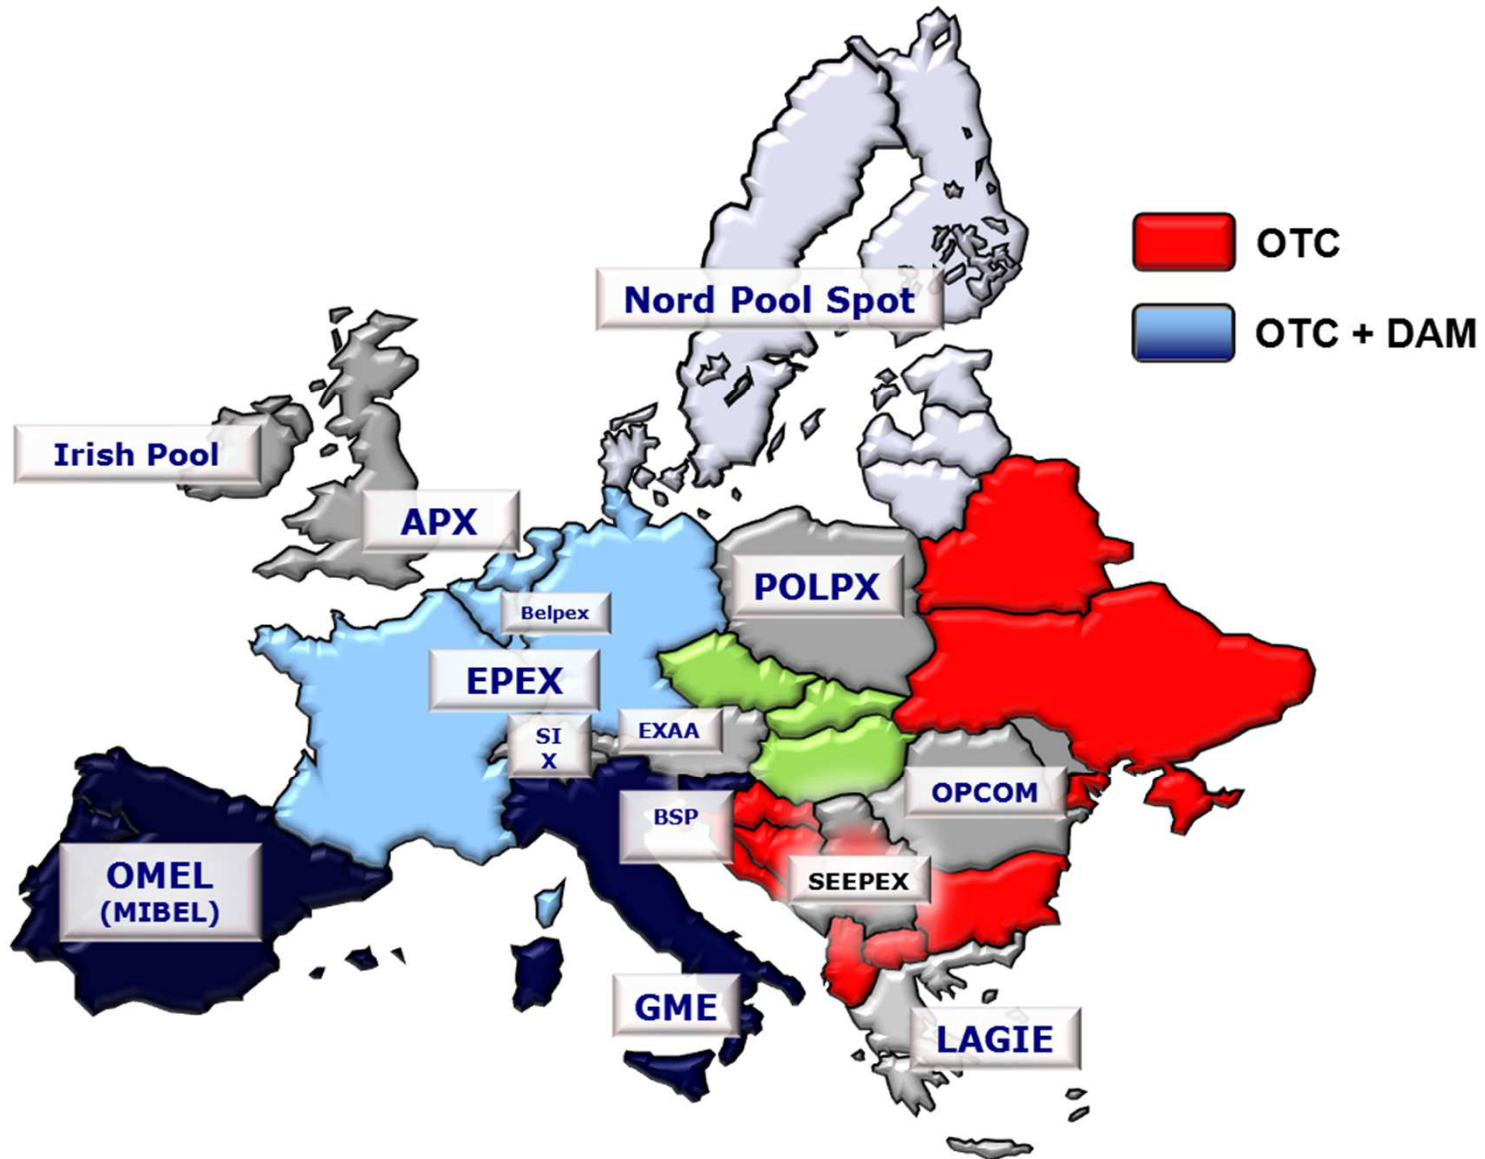 OTC
Nord Pool Spot
OTC + DAM
Irish Pool
APX
POLPX
Belpex
EPEX
EXAA
SI
X
OPCOM
BSP
OMEL
(MIBEL)
SEEPEX
GME
LAGIE